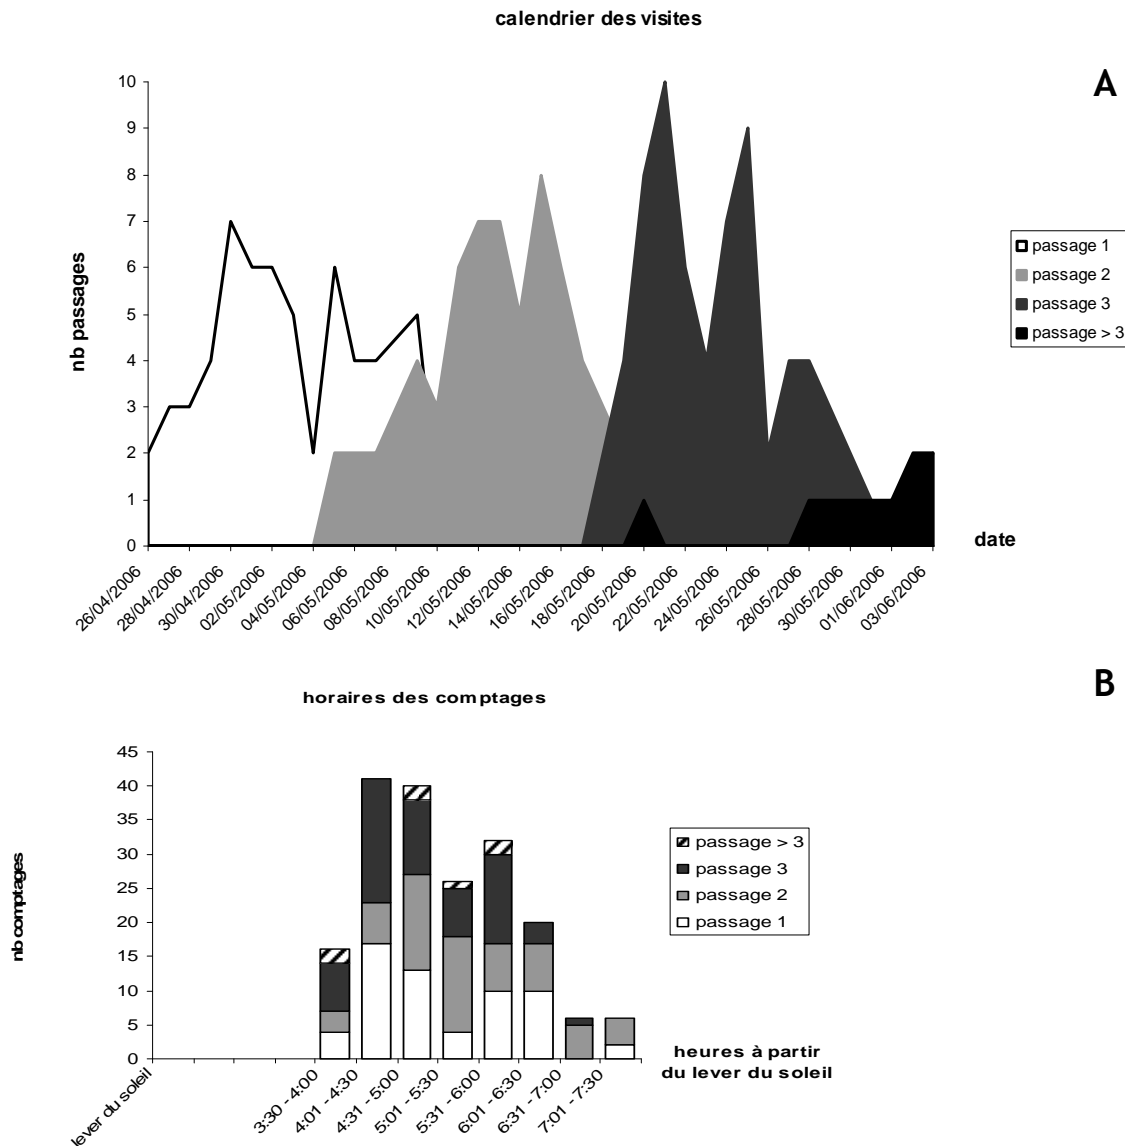 calendrier des visites
A
10
9
8
7
6
5
4
3
2
1
0
nb passages
passage 1
passage 2
passage 3
passage > 3
date
26/04/2006
28/04/2006
30/04/2006
02/05/2006
04/05/2006
06/05/2006
08/05/2006
10/05/2006
12/05/2006
14/05/2006
16/05/2006
18/05/2006
20/05/2006
22/05/2006
24/05/2006
26/05/2006
28/05/2006
30/05/2006
01/06/2006
03/06/2006
B
horaires des comptages
45
40
35
30
25
20
15
10
5
0
nb comptages
passage > 3
passage 3
passage 2
passage 1
heures à partir
du lever du soleil
lever du soleil
3:30 - 4:00
4:01 - 4:30
4:31 - 5:00
5:01 - 5:30
5:31 - 6:00
6:01 - 6:30
6:31 - 7:00
7:01 - 7:30